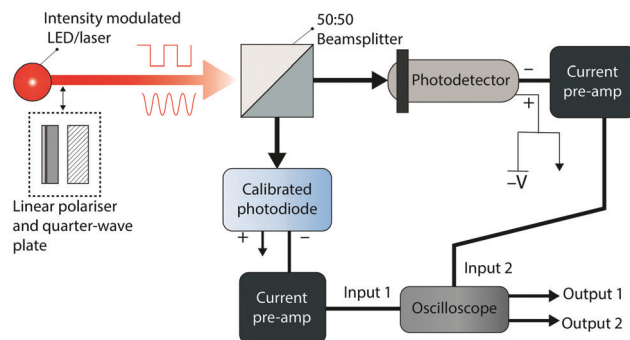 Intensity modulated
LED/laser
50:50
Beamsplitter
Photodetector
−
+
Current
pre-amp
−V
Linear polariser
and quarter-wave
plate
Calibrated
photodiode
+
−
Current
pre-amp
Input 1
Input 2
Oscilloscope
Output 1
Output 2